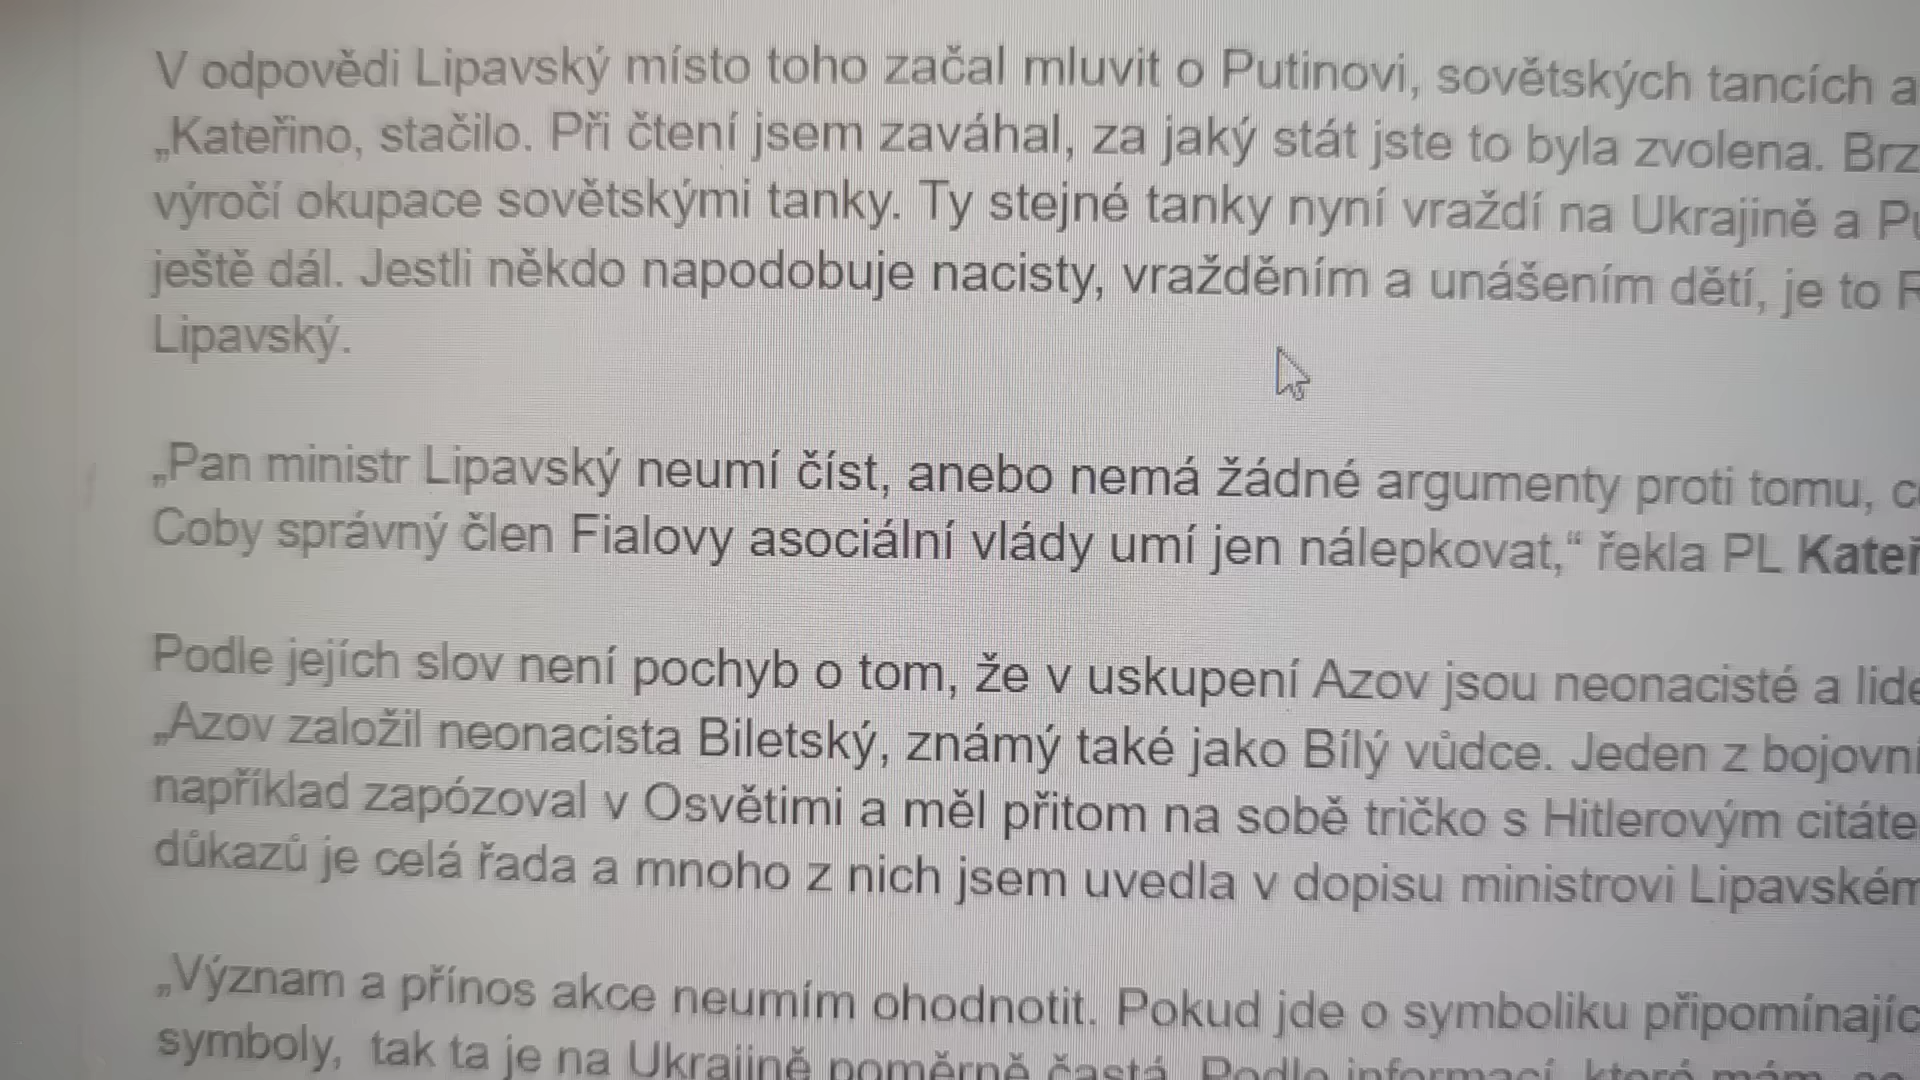 V odpovědi Lipavský místo toho začal mluvit o Putinovi, sovětských tancích a
„Kateřino, stačilo. Při čtení jsem zaváhal, za jaký stát jste to byla zvolena.
výročí okupace sovětskými tanky. Ty stejné tanky nyní vraždí na Ukrajině a
ještě dál. Jestli někdo napodobuje nacisty, vražděním a unášením dětí, je to
Lipavský.
„Pan ministr Lipavský neumí číst, anebo nemá žádné argumenty proti tomu,
Coby správný člen Fialovy asociální vlády umí jen nálepkovat,“ řekla PL
Podle jejích slov není pochyb o tom, že v uskupení Azov jsou neonacisté a
„Azov založil neonacista Biletský, známý také jako Bílý vůdce. Jeden z
například zapózoval v Osvětimi a měl přitom na sobě tričko s Hitlerovým
důkazů je celá řada a mnoho z nich jsem uvedla v dopisu ministrovi
„Význam a přínos akce neumím ohodnotit. Pokud jde o symboliku
symboly, tak ta je na Ukrajině poměrně častá. Podle informací, které mám,